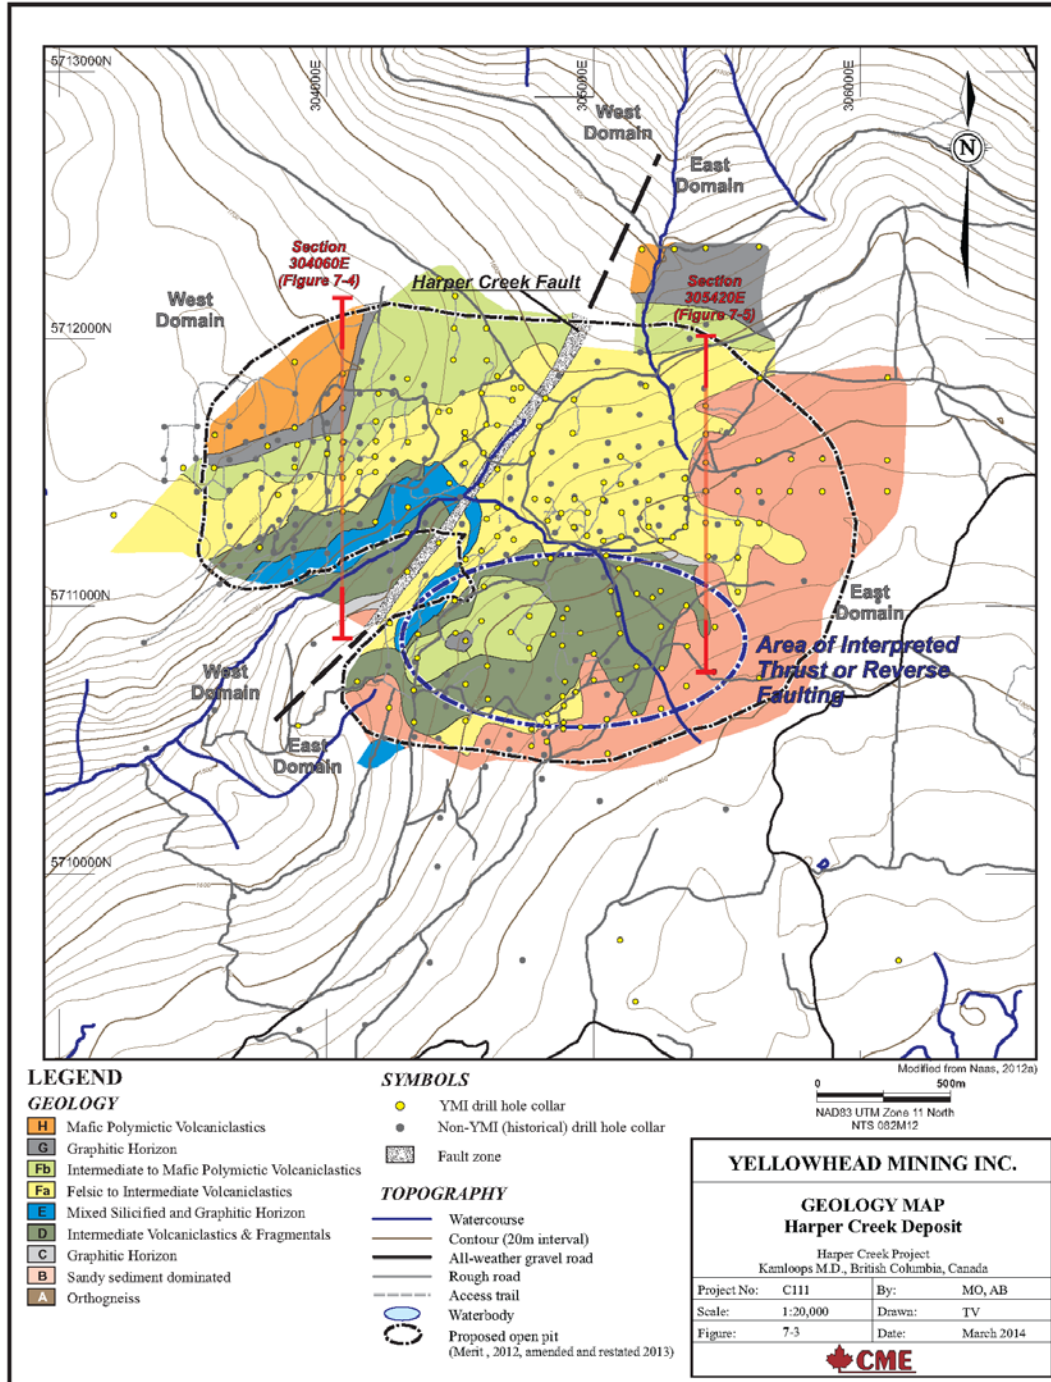 5713000N
304000E
305000E
306000E
West
Domain
East
Domain
N
Section
304060E
(Figure 7-4)
Harper Creek Fault
Section
305420E
(Figure 7-5)
West
Domain
5712000N
5711000N
East
Domain
Area of Interpreted
Thrust or Reverse
Faulting
West
Domain
East
Domain
5710000N
Modified from Naas, 2012a)
0 500m
NAD83 UTM Zone 11 North
NTS 082M12
LEGEND
GEOLOGY
H Mafic Polymictic Volcaniclastics
G Graphitic Horizon
Fb Intermediate to Mafic Polymictic Volcaniclastics
Fa Felsic to Intermediate Volcaniclastics
E Mixed Silicified and Graphitic Horizon
D Intermediate Volcaniclastics & Fragmentals
C Graphitic Horizon
B Sandy sediment dominated
A Orthogneiss
SYMBOLS
YMI drill hole collar
Non-YMI (historical) drill hole collar
Fault zone
TOPOGRAPHY
Watercourse
Contour (20m interval)
All-weather gravel road
Rough road
Access trail
Waterbody
Proposed open pit
(Merit , 2012, amended and restated 2013)
YELLOWHEAD MINING INC.
GEOLOGY MAP
Harper Creek Deposit
Harper Creek Project
Kamloops M.D., British Columbia, Canada
Project No: C111 By: MO, AB
Scale: 1:20,000 Drawn: TV
Figure: 7-3 Date: March 2014
CME